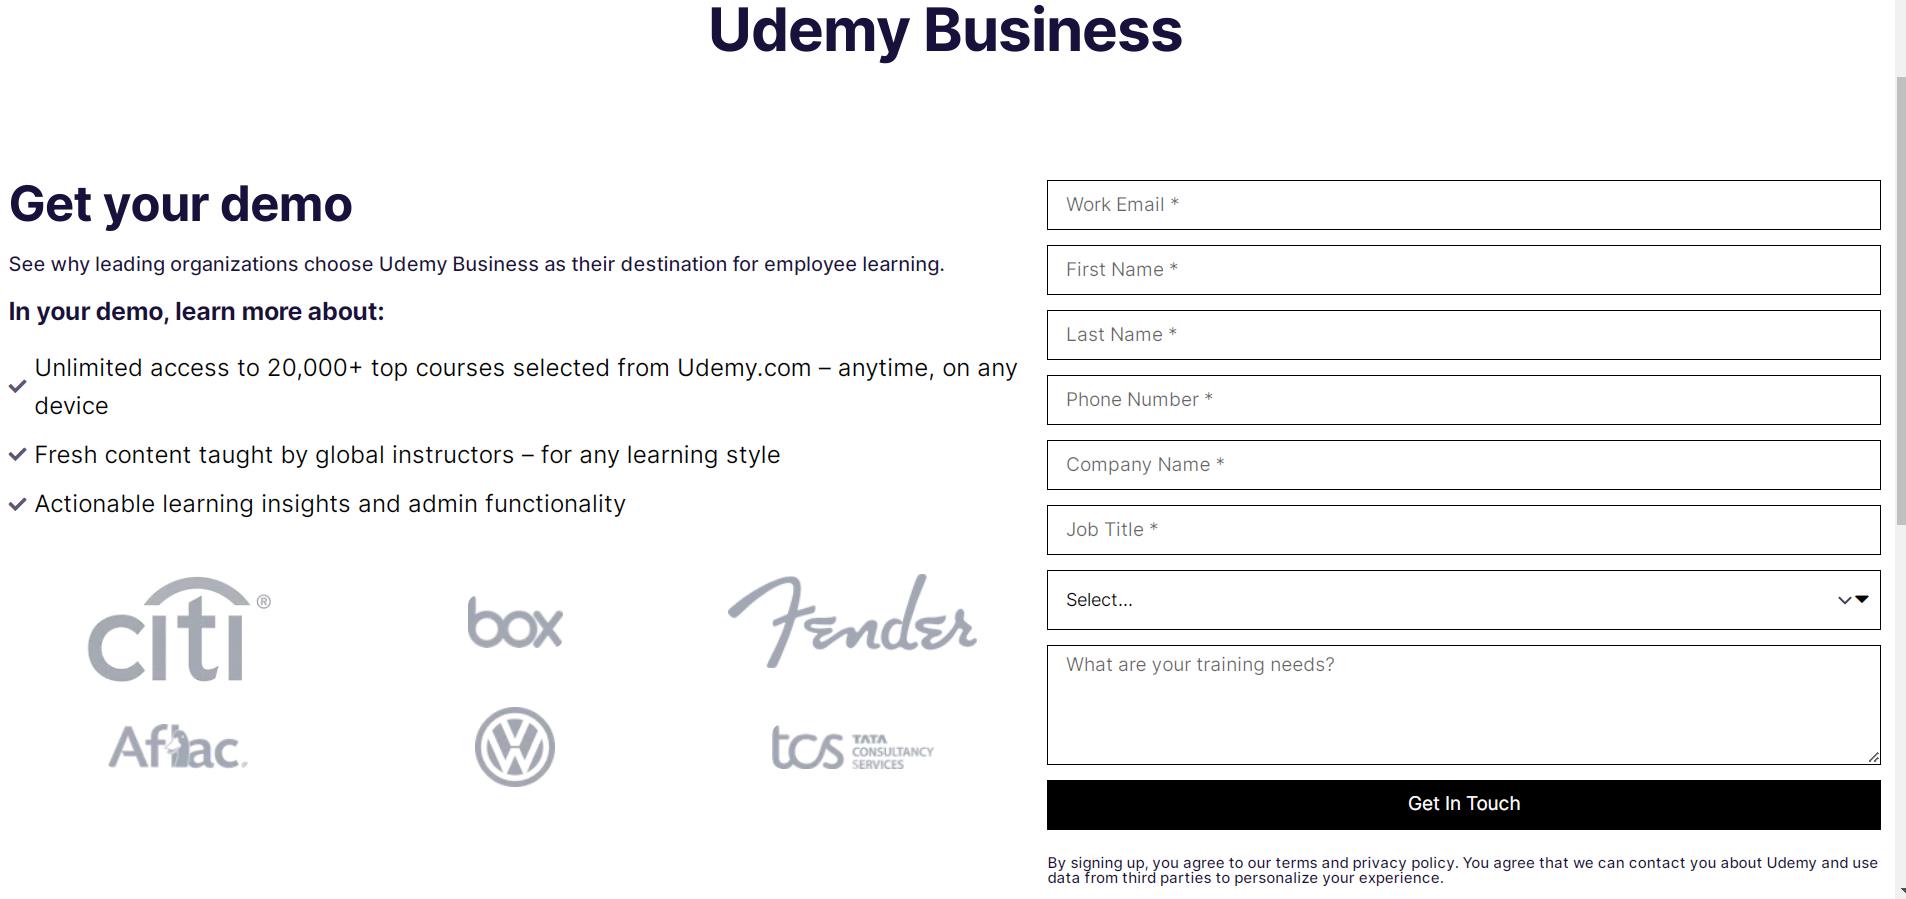 Udemy Business
Get your demo
See why leading organizations choose Udemy Business as their destination for employee learning.
In your demo, learn more about:
Unlimited access to 20,000+ top courses selected from Udemy.com – anytime, on any
device
Fresh content taught by global instructors – for any learning style
Actionable learning insights and admin functionality
citi®
box
Fender
Aflac.
VW
tcs TATA
CONSULTANCY
SERVICES
Work Email *
First Name *
Last Name *
Phone Number *
Company Name *
Job Title *
Select...
What are your training needs?
Get In Touch
By signing up, you agree to our terms and privacy policy. You agree that we can contact you about Udemy and use
data from third parties to personalize your experience.